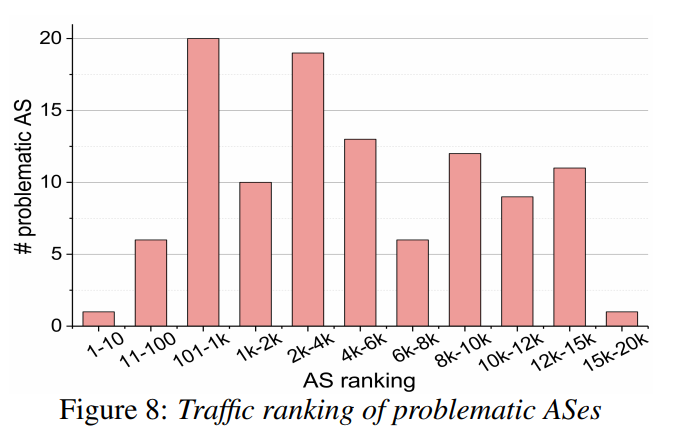 20
15
10
5
0
# problematic AS
1-10
11-100
101-1k
1k-2k
2k-4k
4k-6k
6k-8k
8k-10k
10k-12k
12k-15k
15k-20k
AS ranking
Figure 8: Traffic ranking of problematic ASes